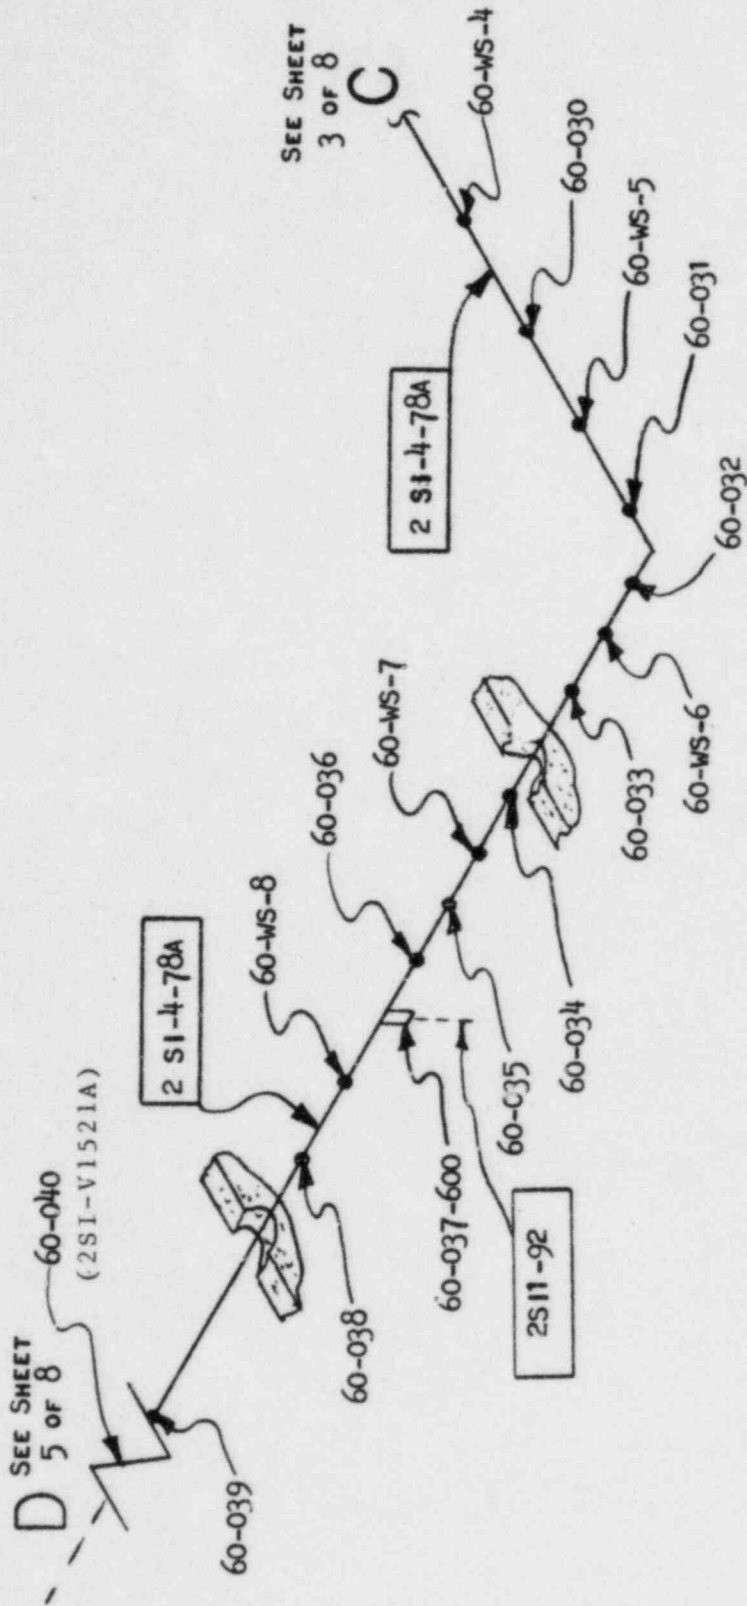 D
SEE SHEET
5 OF 8
60-040
(2SI-V1521A)
60-039
60-038
2 SI-4-78A
60-WS-8
60-037-600
2SI1-92
60-036
60-035
60-WS-7
60-034
60-033
60-WS-6
60-032
60-031
60-WS-5
2 SI-4-78A
60-030
60-WS-4
SEE SHEET
3 OF 8
C